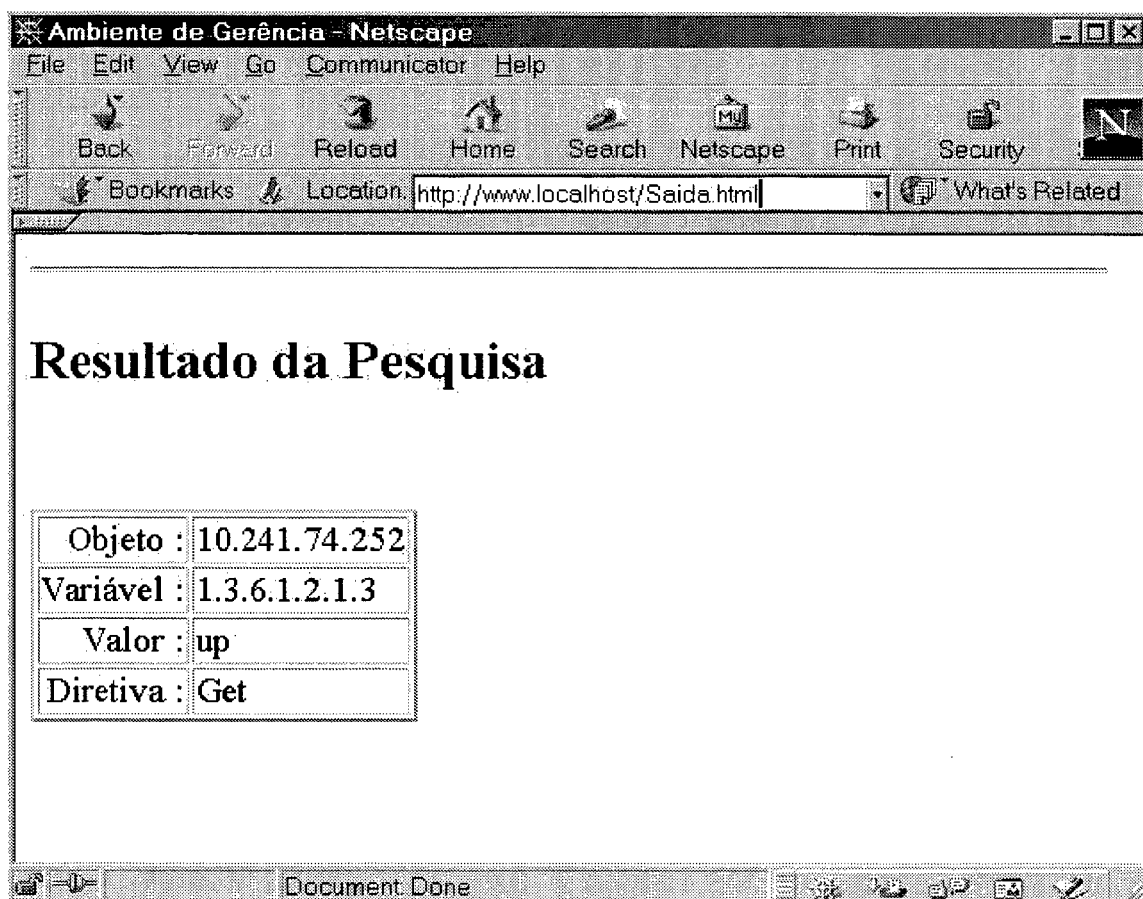 Ambiente de Gerência - Netscape
File Edit View Go Communicator Help
Back Forward Reload Home Search Netscape Print Security
My
N
Bookmarks Location: http://www.localhost/Saida.html What's Related
Resultado da Pesquisa
Objeto : 10.241.74.252
Variável : 1.3.6.1.2.1.3
Valor : up
Diretiva : Get
Document: Done